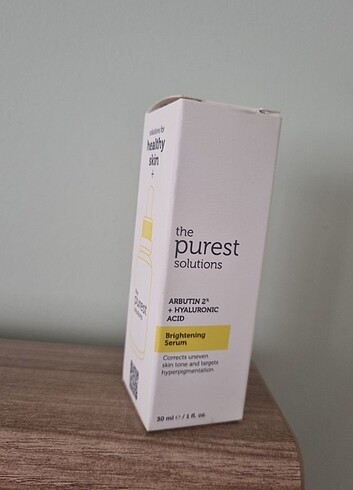 solutions for
healthy
skin
+
the
purest
solutions
the
purest
solutions
ARBUTIN 2%
+ HYALURONIC
ACID
Brightening
Serum
Corrects uneven
skin tone and targets
hyperpigmentation
30 ml ℮ / 1 fl. oz.